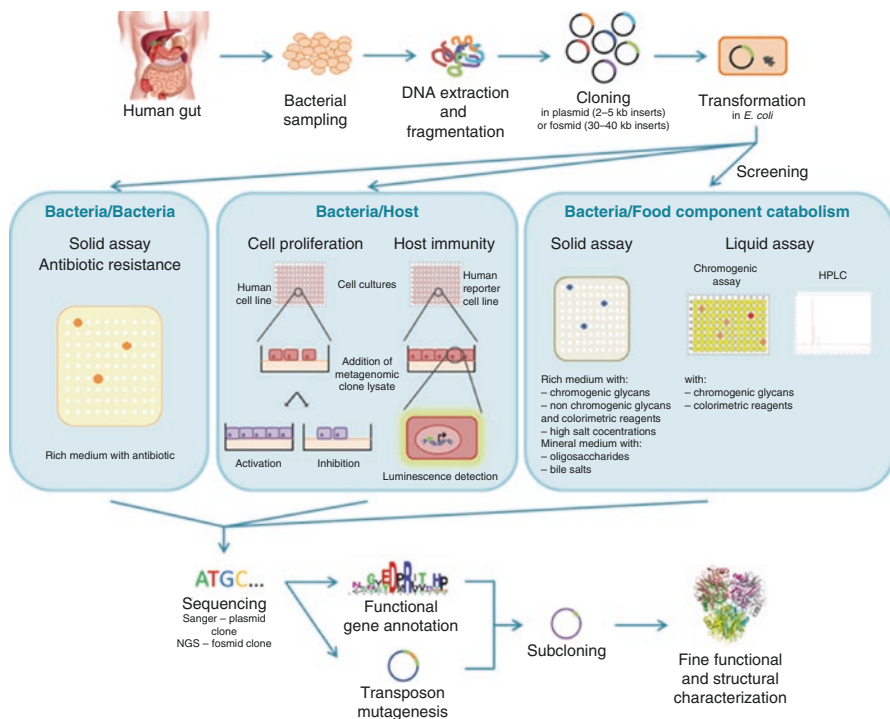 Human gut
Bacterial
sampling
DNA extraction
and
fragmentation
Cloning
in plasmid (2–5 kb inserts)
or fosmid (30–40 kb inserts)
Transformation
in E. coli
Screening
Bacteria/Bacteria
Solid assay
Antibiotic resistance
Rich medium with antibiotic
Bacteria/Host
Cell proliferation
Host immunity
Human
cell line
Cell cultures
Human
reporter
cell line
Addition of
metagenomic
clone lysate
Activation
Inhibition
Luminescence detection
Bacteria/Food component catabolism
Solid assay
Liquid assay
Chromogenic
assay
HPLC
Rich medium with:
– chromogenic glycans
– non chromogenic glycans
and colorimetric reagents
– high salt cocentrations
Mineral medium with:
– oligosaccharides
– bile salts
with:
– chromogenic glycans
– colorimetric reagents
ATGC...
Sequencing
Sanger – plasmid
clone
NGS – fosmid clone
Functional
gene annotation
Transposon
mutagenesis
Subcloning
Fine functional
and structural
characterization